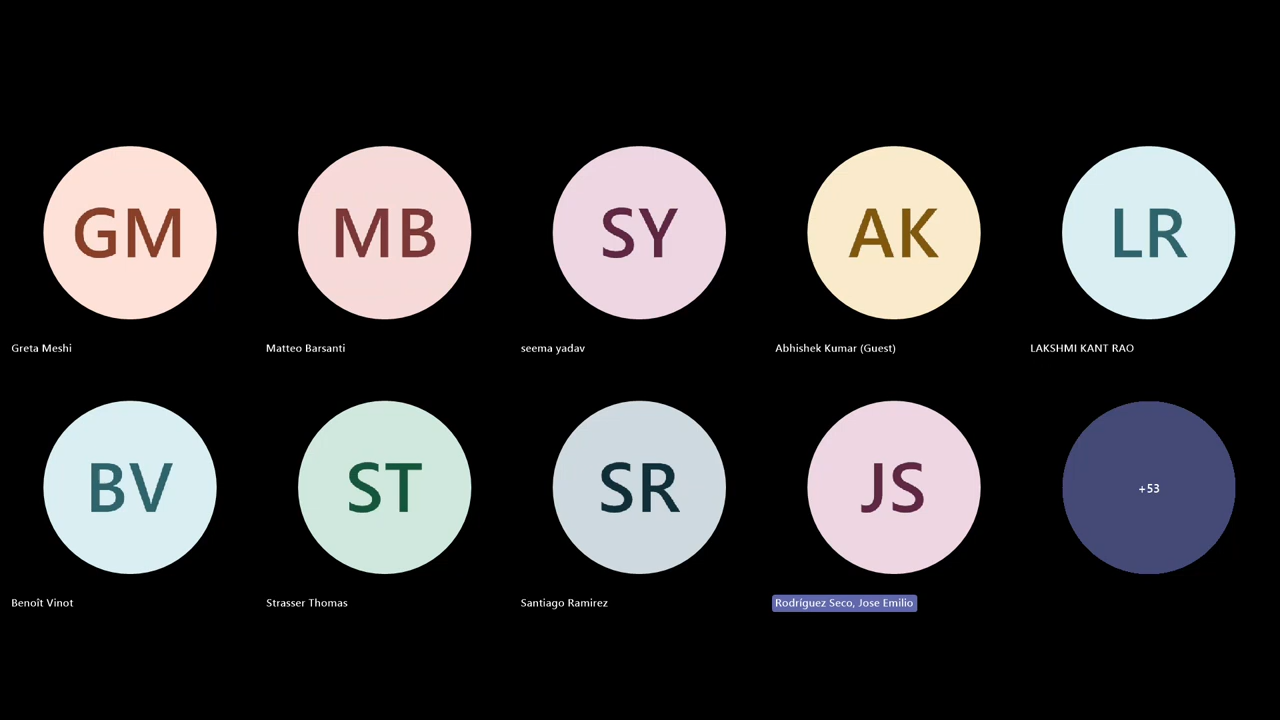 GM
MB
SY
AK
LR
Greta Meshi
Matteo Barsanti
seema yadav
Abhishek Kumar (Guest)
LAKSHMI KANT RAO
BV
ST
SR
JS
+53
Benoît Vinot
Strasser Thomas
Santiago Ramirez
Rodríguez Seco, Jose Emilio